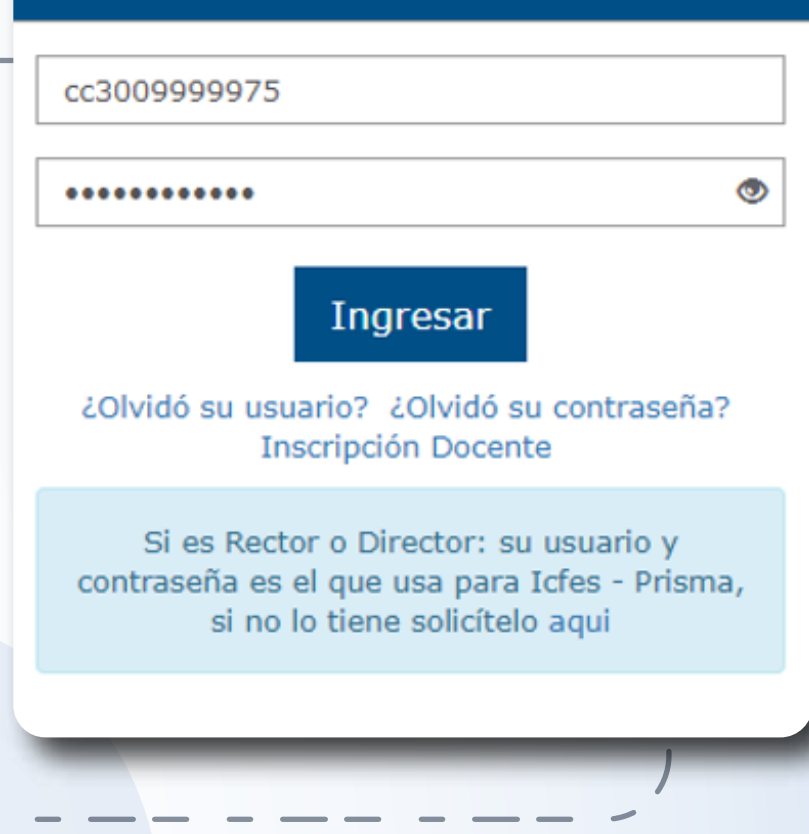 cc3009999975
••••••••••••
Ingresar
¿Olvidó su usuario? ¿Olvidó su contraseña?
Inscripción Docente
Si es Rector o Director: su usuario y
contraseña es el que usa para Icfes - Prisma,
si no lo tiene solicítelo aqui